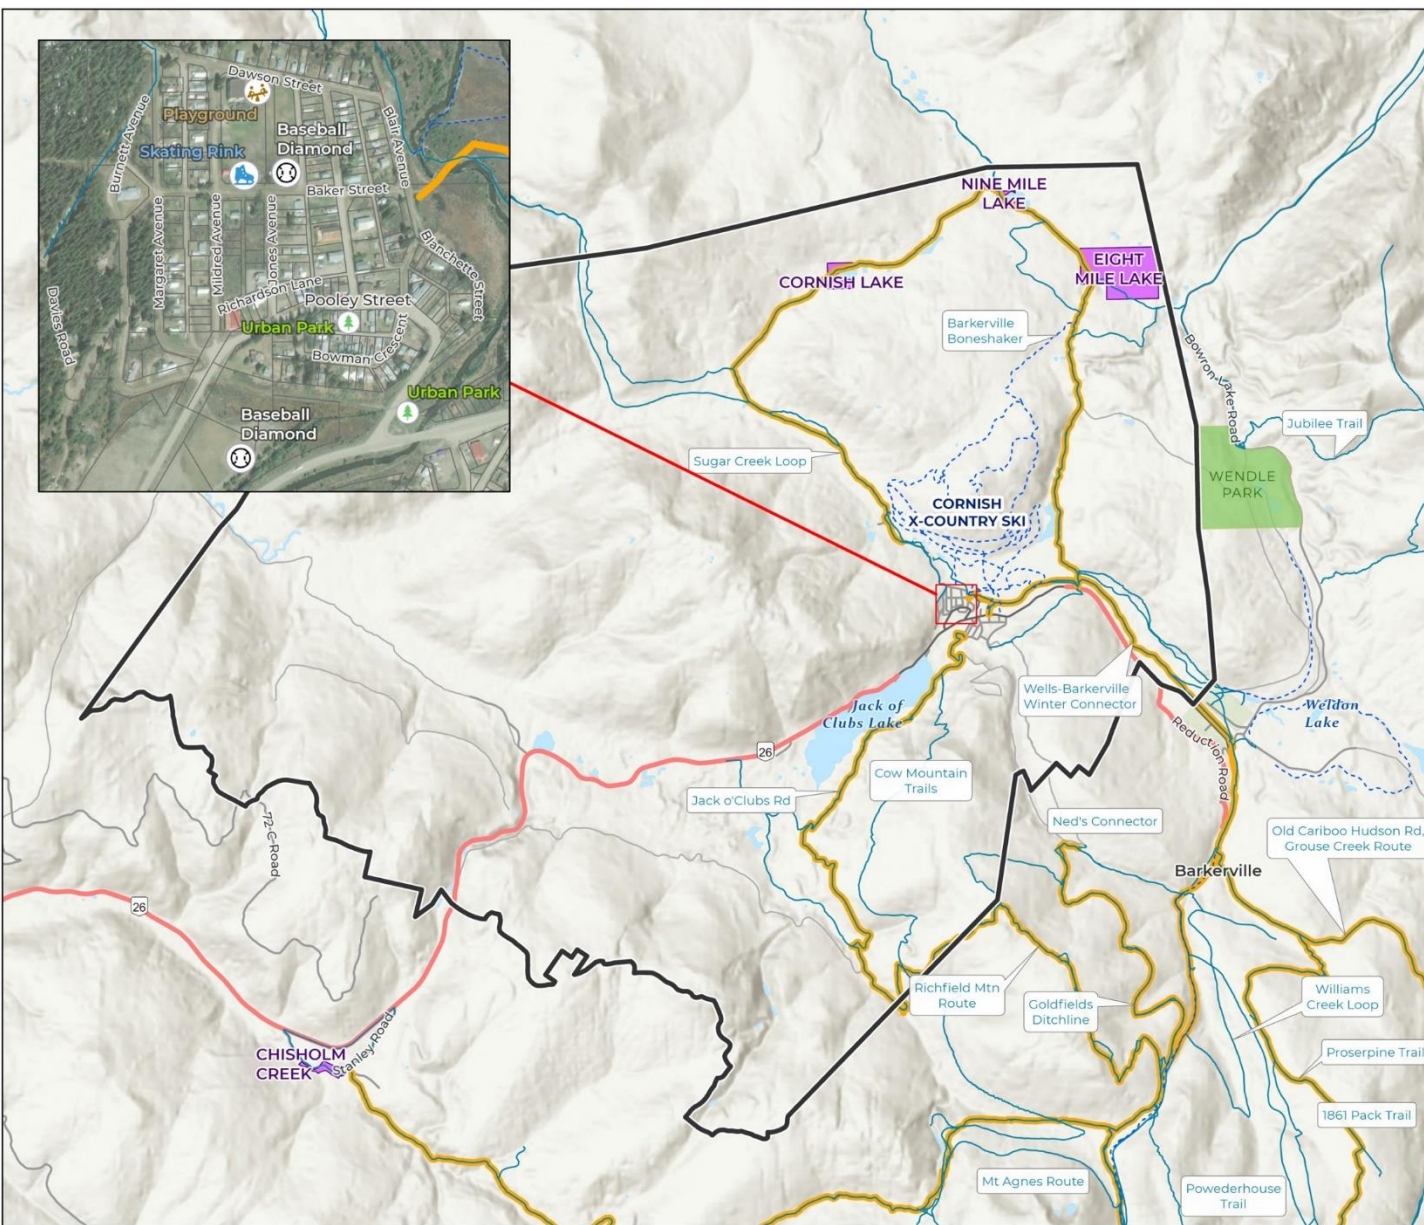 Dawson Street
Playground
Burnett Avenue
Blair Avenue
Baseball
Diamond
Skating Rink
Baker Street
Margaret Avenue
Mildred Avenue
Jones Avenue
Blanchette Street
Richardson Lane
Pooley Street
Urban Park
Bowman Crescent
Davies Road
Urban Park
Baseball
Diamond
NINE MILE
LAKE
EIGHT
MILE LAKE
CORNISH LAKE
Barkerville
Boneshaker
Bowron Lake Road
Jubilee Trail
Sugar Creek Loop
WENDLE
PARK
CORNISH
X-COUNTRY SKI
Wells-Barkerville
Winter Connector
Jack of
Clubs Lake
Weldon
Lake
Reduction Road
26
Cow Mountain
Trails
Jack o'Clubs Rd
Ned's Connector
72 C Road
Old Cariboo Hudson Rd,
Grouse Creek Route
Barkerville
26
Richfield Mtn
Route
Goldfields
Ditchline
Williams
Creek Loop
Stanley Road
CHISHOLM
CREEK
Proserpine Trail
1861 Pack Trail
Mt Agnes Route
Powederhouse
Trail